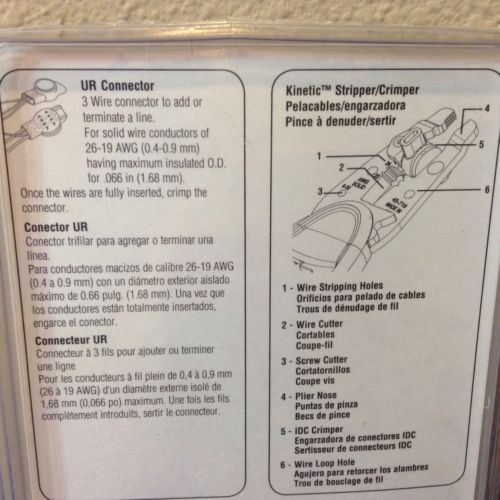 UR Connector
3 Wire connector to add or
terminate a line.
For solid wire conductors of
26-19 AWG (0.4-0.9 mm)
having maximum insulated O.D.
for .066 in (1.68 mm).
Once the wires are fully inserted, crimp the
connector.
Conector UR
Conector trifilar para agregar o terminar una
línea.
Para conductores macizos de calibre 26-19 AWG
(0.4 a 0.9 mm) con un diámetro exterior aislado
máximo de 0.66 pulg. (1.68 mm). Una vez que
los conductores están totalmente insertados,
engarce el conector.
Connecteur UR
Connecteur à 3 fils pour ajouter ou terminer
une ligne
Pour les conducteurs à fil plein de 0,4 à 0,9 mm
(26 à 19 AWG) d'un diamètre externe isolé de
1.68 mm (0,066 po) maximum. Une fois les fils
complètement introduits, sertir le connecteur.
Kinetic™ Stripper/Crimper
Pelacables/engarzadora
Pince à denuder/sertir
4
5
1
2
3
6
AWG
SOLID
45-719
MADE IN
1 - Wire Stripping Holes
Orificios para pelado de cables
Trous de dénudage de fil
2 - Wire Cutter
Cortables
Coupe-fil
3 - Screw Cutter
Cortatornillos
Coupe vis
4 - Plier Nose
Puntas de pinza
Becs de pince
5 - IDC Crimper
Engarzadora de conectores IDC
Sertisseur de connecteurs IDC
6 - Wire Loop Hole
Agujero para retorcer los alambres
Trou de bouclage de fil